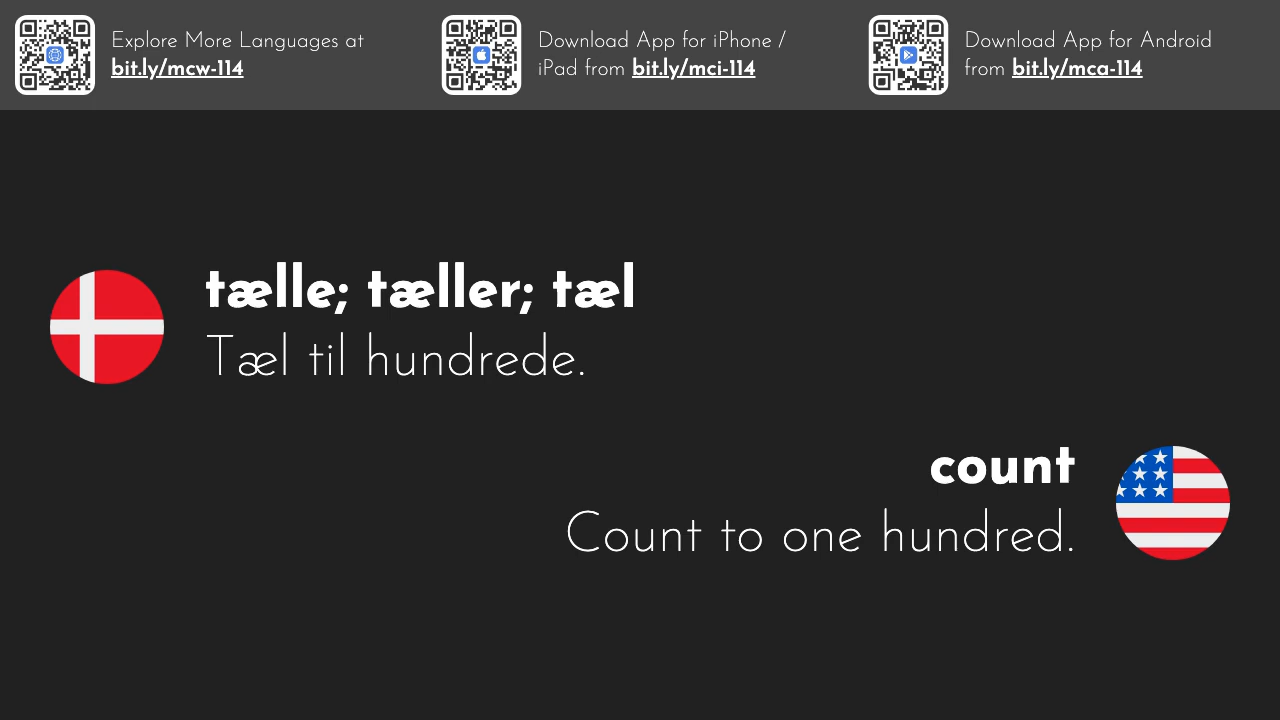 Explore More Languages at
bit.ly/mcw-114
Download App for iPhone /
iPad from bit.ly/mci-114
Download App for Android
from bit.ly/mca-114
tælle; tæller; tæl
Tæl til hundrede.
count
Count to one hundred.